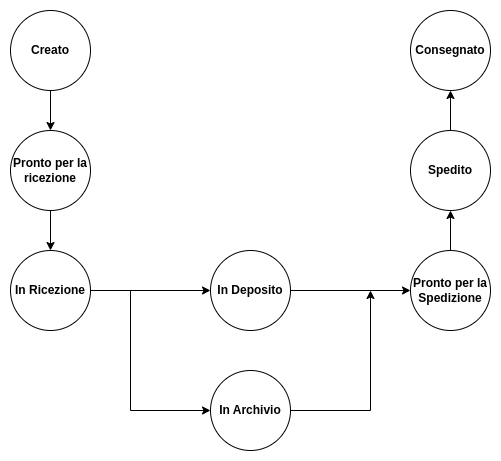 Creato
Consegnato
Pronto per la
ricezione
Spedito
In Ricezione
In Deposito
Pronto per la
Spedizione
In Archivio